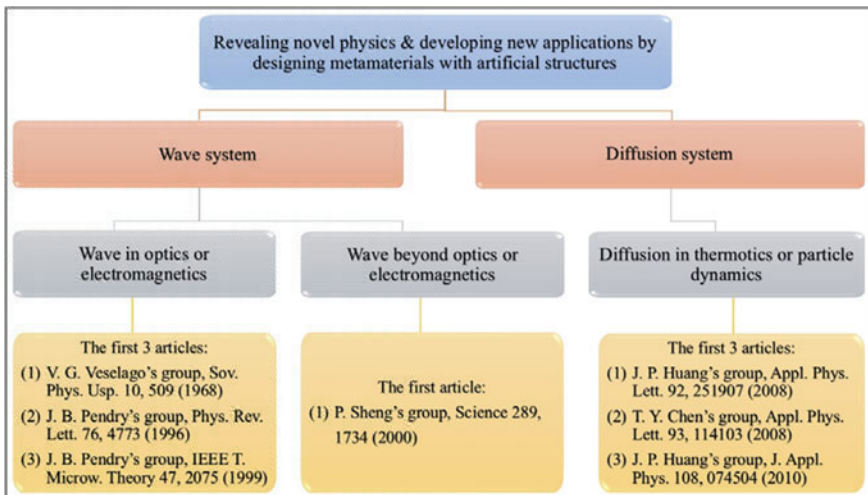 Revealing novel physics & developing new applications by
designing metamaterials with artificial structures
Wave system
Diffusion system
Wave in optics or
electromagnetics
Wave beyond optics or
electromagnetics
Diffusion in thermotics or particle
dynamics
The first 3 articles:
(1) V. G. Veselago's group, Sov.
Phys. Usp. 10, 509 (1968)
(2) J. B. Pendry's group, Phys. Rev.
Lett. 76, 4773 (1996)
(3) J. B. Pendry's group, IEEE T.
Microw. Theory 47, 2075 (1999)
The first article:
(1) P. Sheng's group, Science 289,
1734 (2000)
The first 3 articles:
(1) J. P. Huang's group, Appl. Phys.
Lett. 92, 251907 (2008)
(2) T. Y. Chen's group, Appl. Phys.
Lett. 93, 114103 (2008)
(3) J. P. Huang's group, J. Appl.
Phys. 108, 074504 (2010)